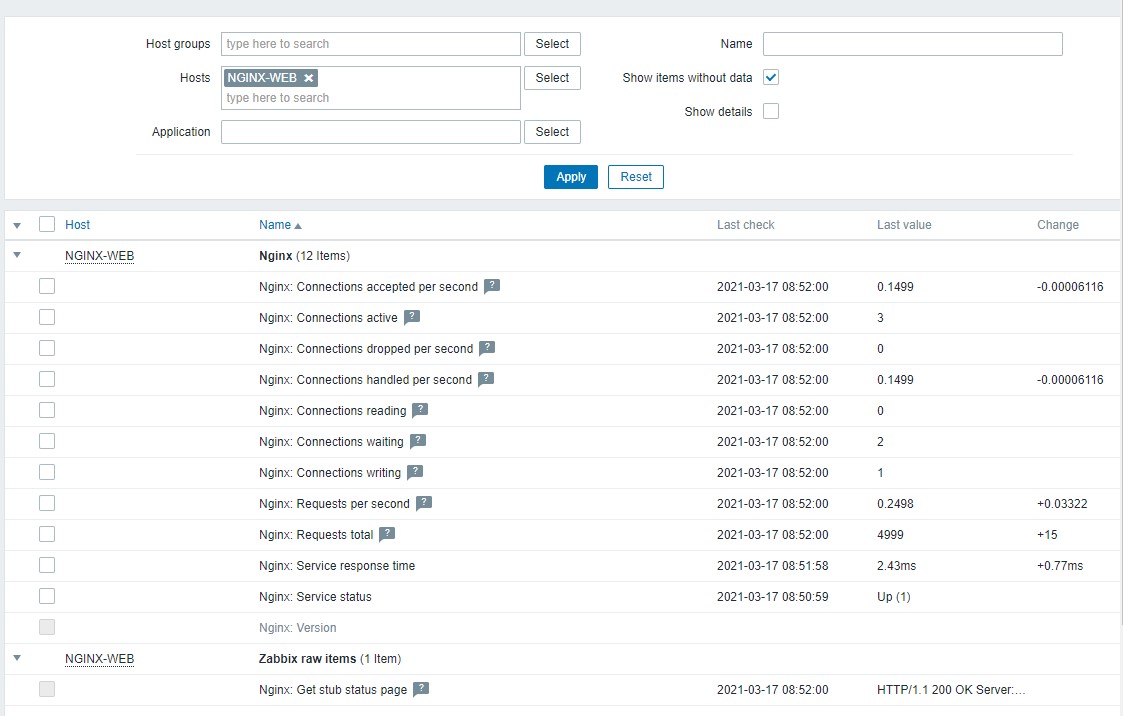 Host groups type here to search Select Name
Hosts NGINX-WEB Select Show items without data
type here to search
Show details
Application Select
Apply Reset
Host Name Last check Last value Change
NGINX-WEB Nginx (12 Items)
Nginx: Connections accepted per second ? 2021-03-17 08:52:00 0.1499 -0.00006116
Nginx: Connections active ? 2021-03-17 08:52:00 3
Nginx: Connections dropped per second ? 2021-03-17 08:52:00 0
Nginx: Connections handled per second ? 2021-03-17 08:52:00 0.1499 -0.00006116
Nginx: Connections reading ? 2021-03-17 08:52:00 0
Nginx: Connections waiting ? 2021-03-17 08:52:00 2
Nginx: Connections writing ? 2021-03-17 08:52:00 1
Nginx: Requests per second ? 2021-03-17 08:52:00 0.2498 +0.03322
Nginx: Requests total ? 2021-03-17 08:52:00 4999 +15
Nginx: Service response time 2021-03-17 08:51:58 2.43ms +0.77ms
Nginx: Service status 2021-03-17 08:50:59 Up (1)
Nginx: Version
NGINX-WEB Zabbix raw items (1 Item)
Nginx: Get stub status page ? 2021-03-17 08:52:00 HTTP/1.1 200 OK Server:...